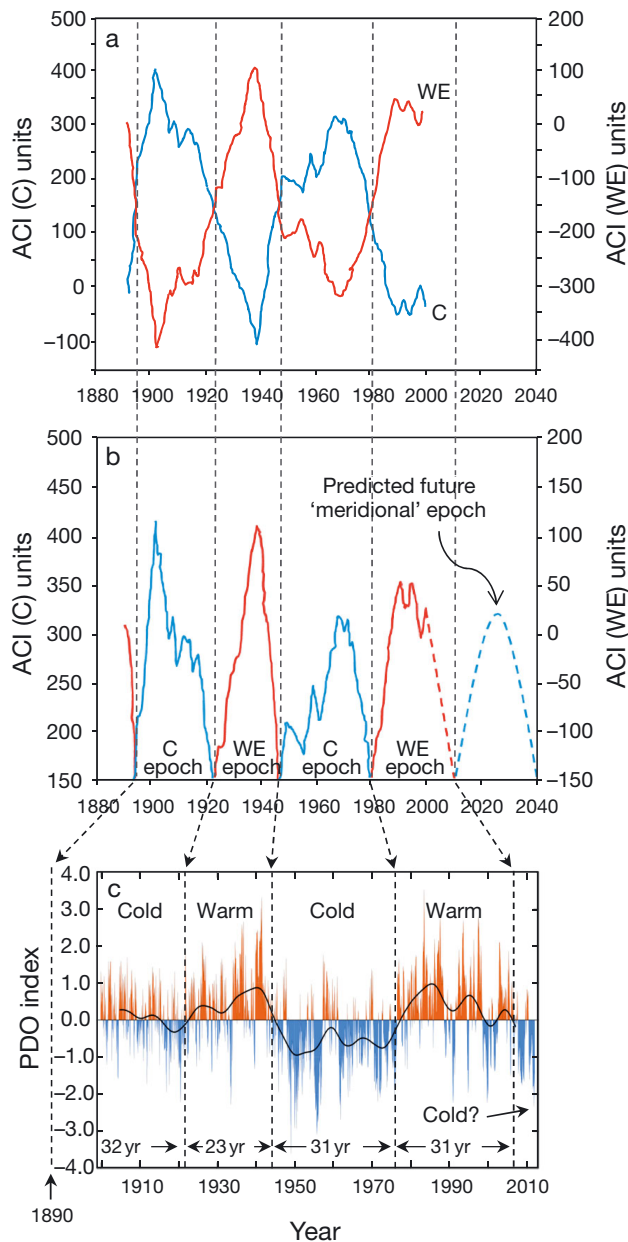 a
500
400
300
200
100
0
−100
ACI (C) units
200
100
0
−100
−200
−300
−400
ACI (WE) units
WE
C
1880
1900
1920
1940
1960
1980
2000
2020
2040
b
500
450
400
350
300
250
200
150
ACI (C) units
200
150
100
50
0
−50
−100
−150
ACI (WE) units
Predicted future
‘meridional’ epoch
C
epoch
WE
epoch
C
epoch
WE
epoch
1880
1900
1920
1940
1960
1980
2000
2020
2040
c
4.0
3.0
2.0
1.0
0.0
−1.0
−2.0
−3.0
−4.0
PDO index
Cold
Warm
Cold
Warm
Cold?
32 yr
23 yr
31 yr
31 yr
1890
1910
1930
1950
1970
1990
2010
Year